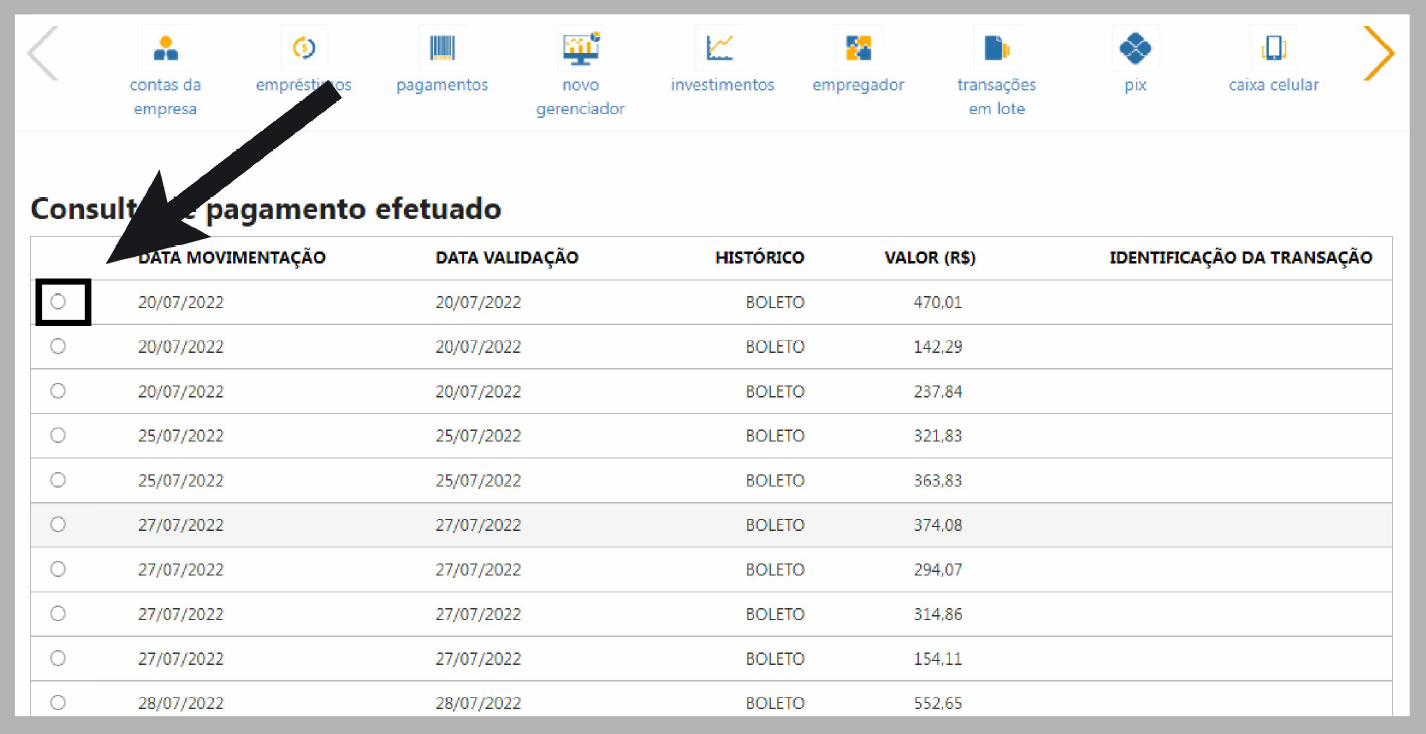 contas da
empresa
empréstimos
pagamentos
novo
gerenciador
investimentos
empregador
transações
em lote
pix
caixa celular
pagamento efetuado
DATA MOVIMENTAÇÃO DATA VALIDAÇÃO HISTÓRICO VALOR (R$) IDENTIFICAÇÃO DA TRANSAÇÃO
20/07/2022 20/07/2022 BOLETO 470,01
20/07/2022 20/07/2022 BOLETO 142,29
20/07/2022 20/07/2022 BOLETO 237,84
25/07/2022 25/07/2022 BOLETO 321,83
25/07/2022 25/07/2022 BOLETO 363,83
27/07/2022 27/07/2022 BOLETO 374,08
27/07/2022 27/07/2022 BOLETO 294,07
27/07/2022 27/07/2022 BOLETO 314,86
27/07/2022 27/07/2022 BOLETO 154,11
28/07/2022 28/07/2022 BOLETO 552,65